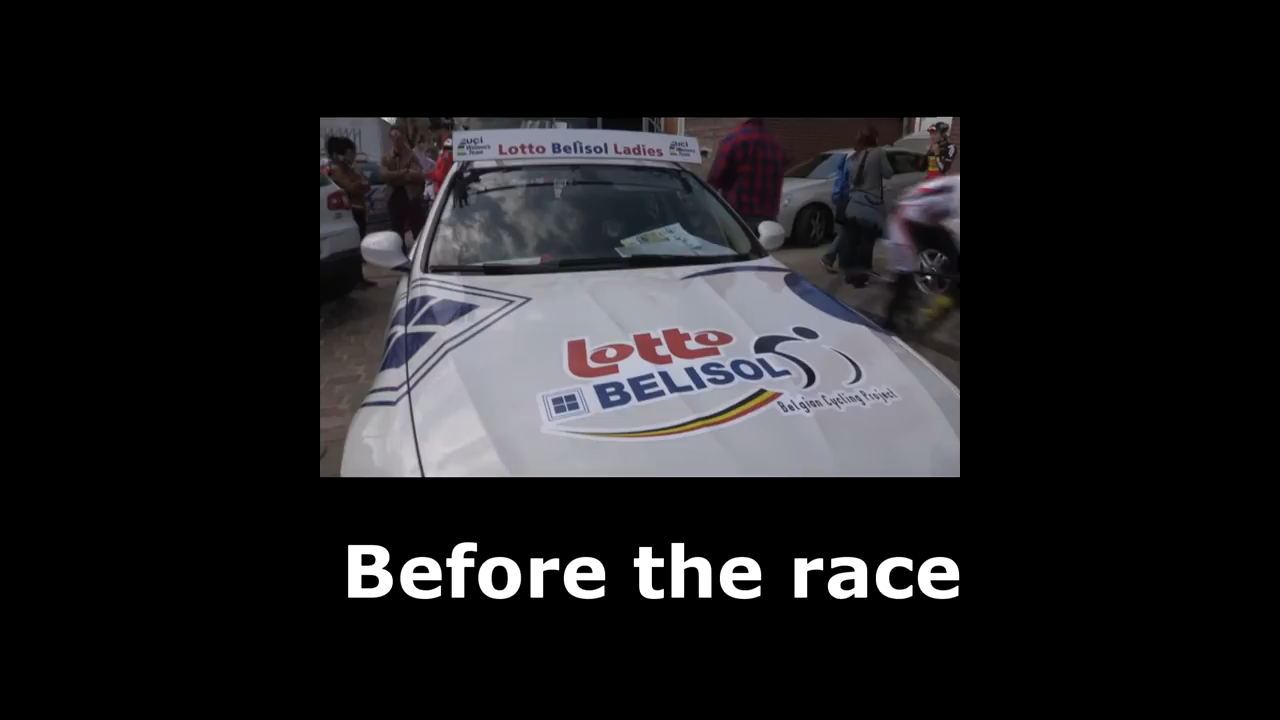 UCI Women's Team Lotto Belisol Ladies UCI Women's Team
Lotto
BELISOL
Belgian Cycling Project
Before the race